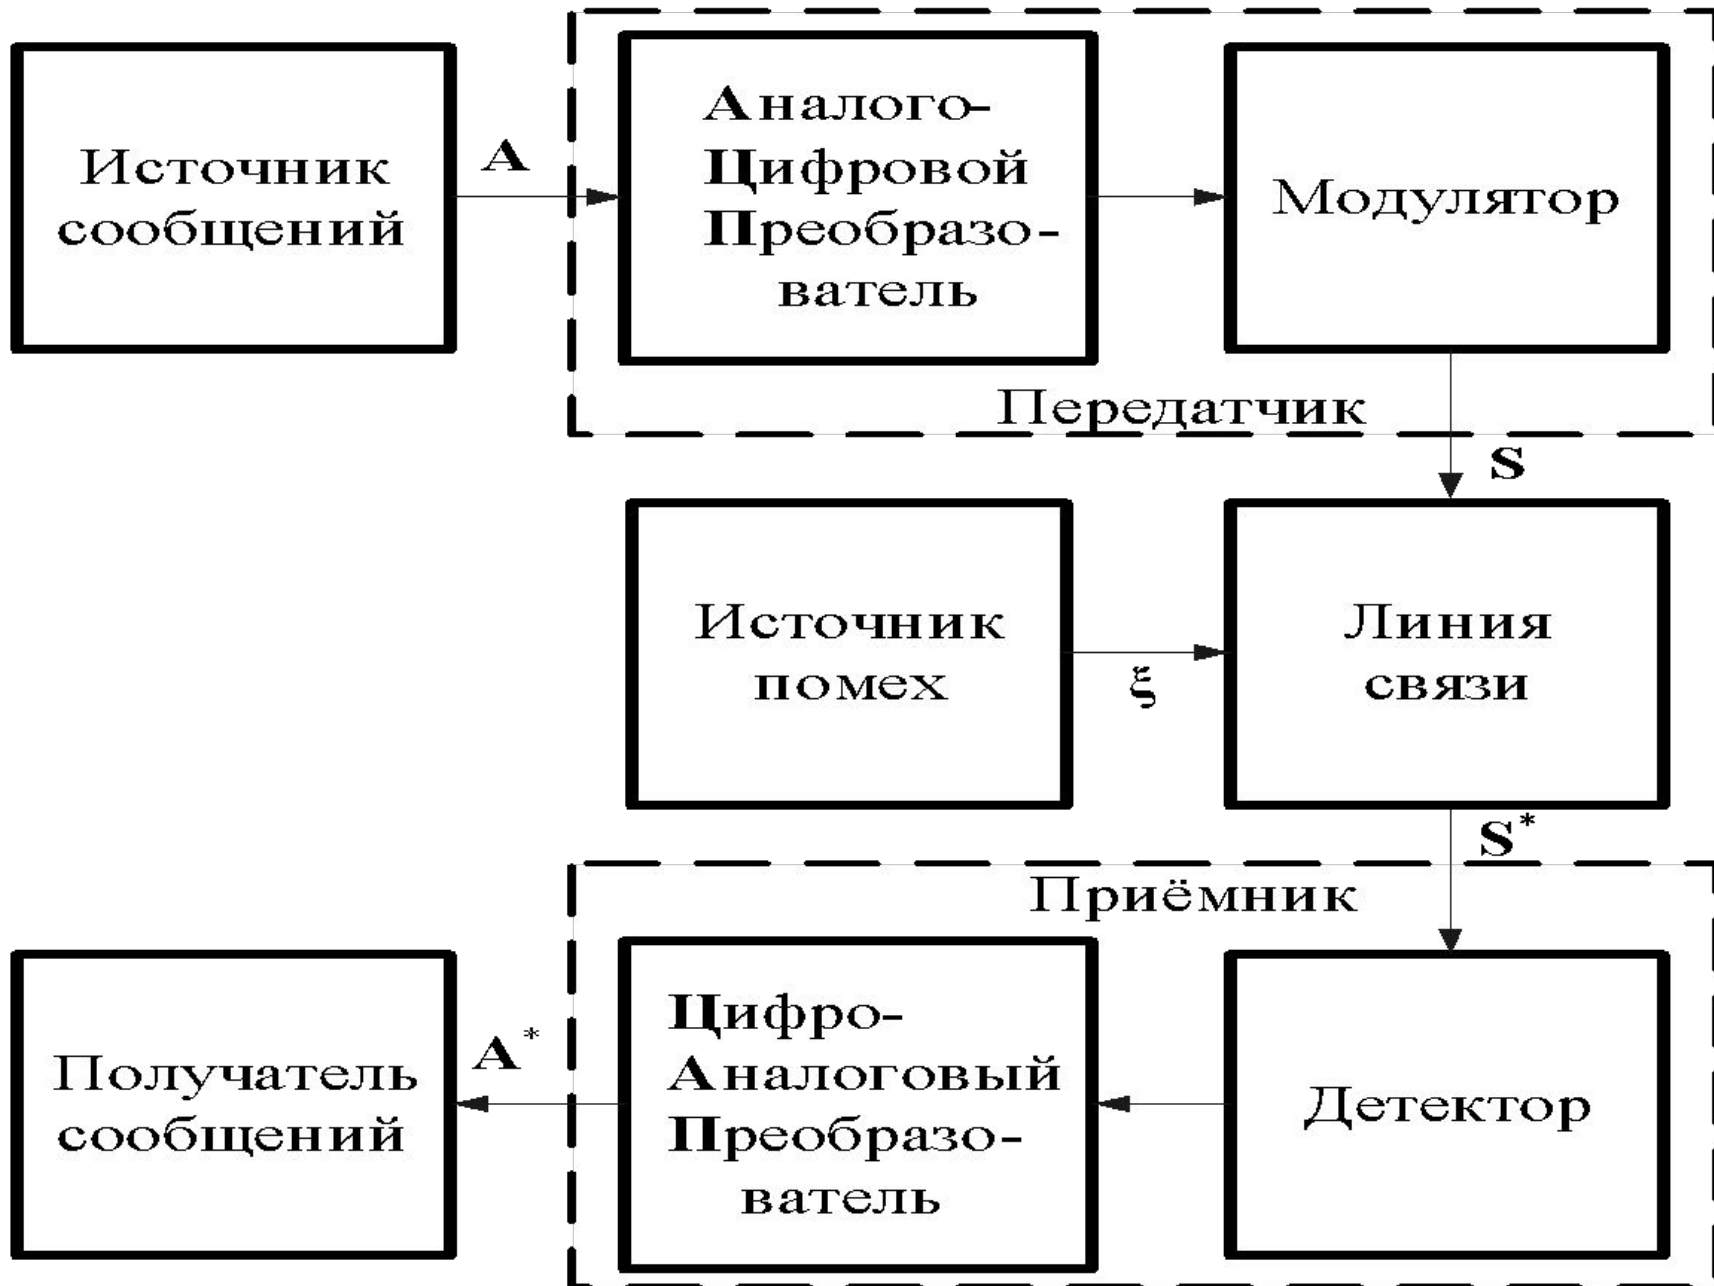 Источник
сообщений
A
Аналого-
Цифровой
Преобразо-
ватель
Модулятор
Передатчик
S
Источник
помех
ξ
Линия
связи
S*
Приёмник
Получатель
сообщений
A*
Цифро-
Аналоговый
Преобразо-
ватель
Детектор